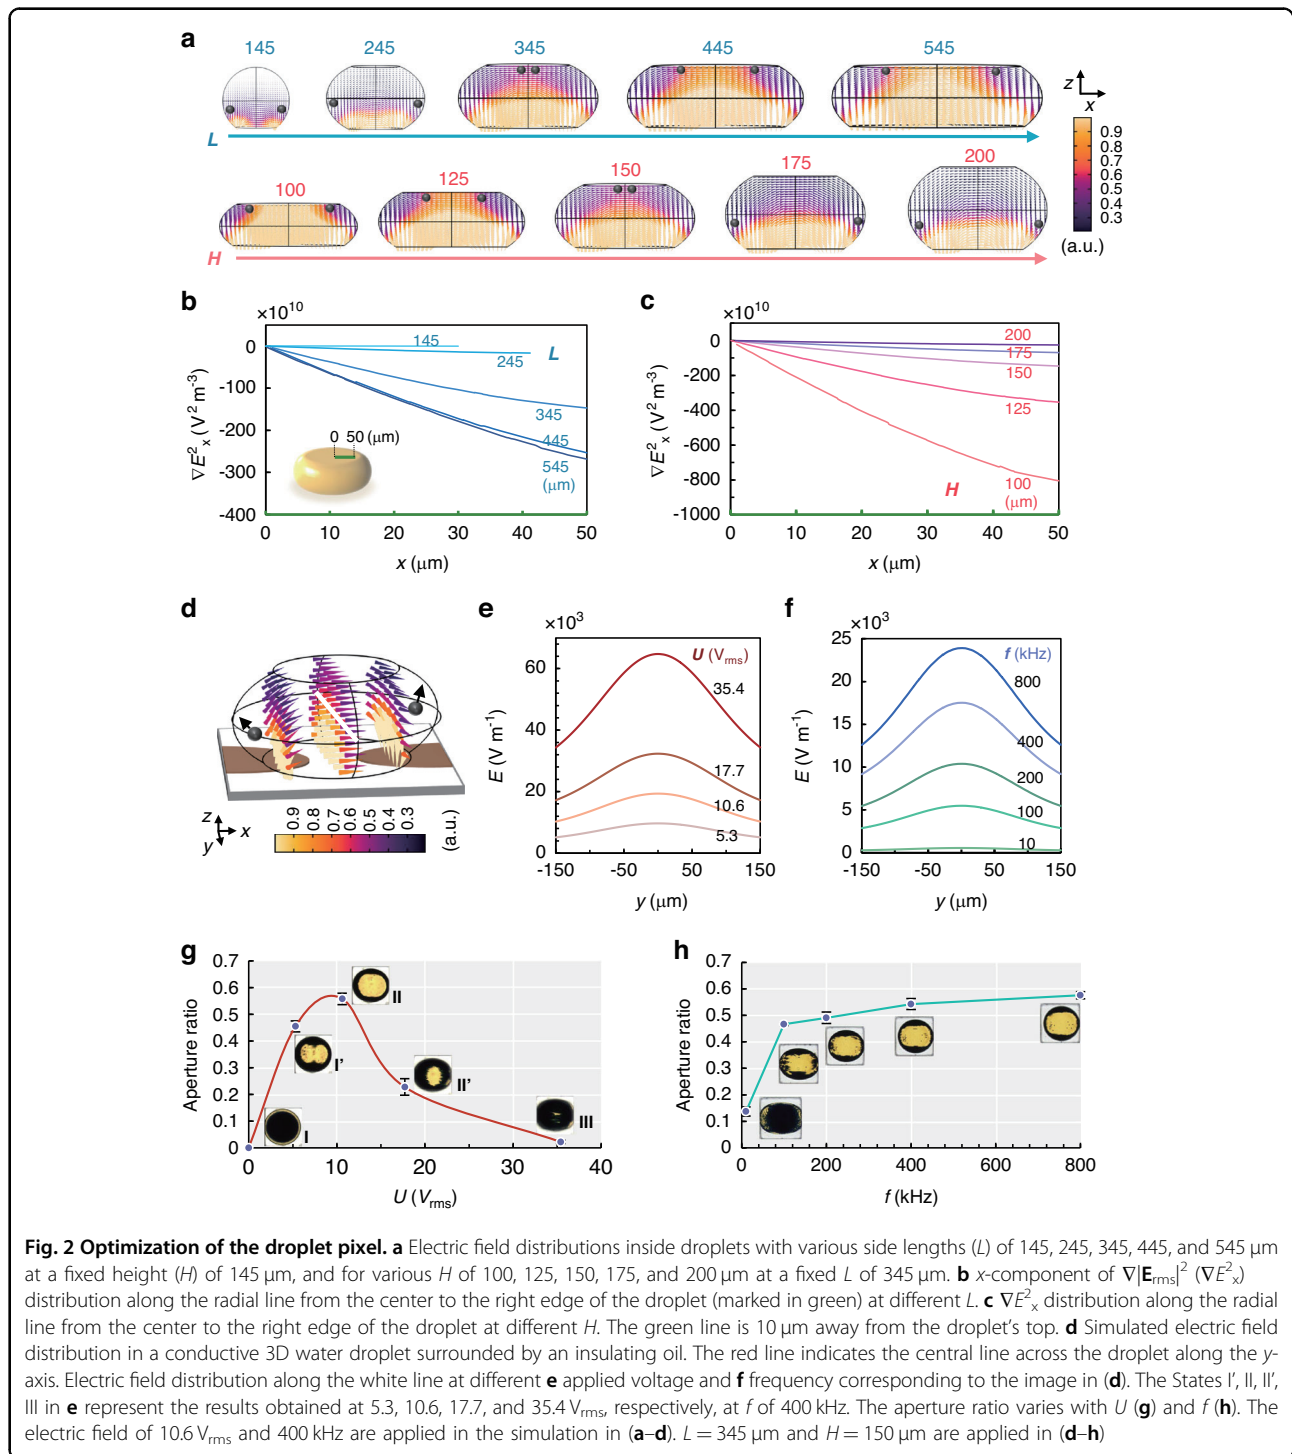 a
145 245 345 445 545
L
z
x
0.9
0.8
0.7
0.6
0.5
0.4
0.3
(a.u.)
100 125 150 175 200
H
b
×10¹⁰
0
-100
-200
-300
-400
∇E²ₓ (V² m⁻³)
145
245
L
345
445
545
(μm)
0 50 (μm)
0 10 20 30 40 50
x (μm)
c
×10¹⁰
0
-200
-400
-600
-800
-1000
∇E²ₓ (V² m⁻³)
200
175
150
125
100
(μm)
H
0 10 20 30 40 50
x (μm)
d
z
x
y
0.9 0.8 0.7 0.6 0.5 0.4 0.3
(a.u.)
e
×10³
60
40
20
0
E (V m⁻¹)
U (Vrms)
35.4
17.7
10.6
5.3
-150 -50 50 150
y (μm)
f
×10³
25
20
15
10
5
0
E (V m⁻¹)
f (kHz)
800
400
200
100
10
-150 -50 50 150
y (μm)
g
0.7
0.6
0.5
0.4
0.3
0.2
0.1
0
Aperture ratio
I
I’
II
II’
III
0 10 20 30 40
U (Vrms)
h
0.7
0.6
0.5
0.4
0.3
0.2
0.1
0
Aperture ratio
0 200 400 600 800
f (kHz)
Fig. 2 Optimization of the droplet pixel. a Electric field distributions inside droplets with various side lengths (L) of 145, 245, 345, 445, and 545 μm
at a fixed height (H) of 145 μm, and for various H of 100, 125, 150, 175, and 200 μm at a fixed L of 345 μm. b x-component of ∇|Erms|² (∇E²ₓ)
distribution along the radial line from the center to the right edge of the droplet (marked in green) at different L. c ∇E²ₓ distribution along the radial
line from the center to the right edge of the droplet at different H. The green line is 10 μm away from the droplet’s top. d Simulated electric field
distribution in a conductive 3D water droplet surrounded by an insulating oil. The red line indicates the central line across the droplet along the y-
axis. Electric field distribution along the white line at different e applied voltage and f frequency corresponding to the image in (d). The States I’, II, II’,
III in e represent the results obtained at 5.3, 10.6, 17.7, and 35.4 Vrms, respectively, at f of 400 kHz. The aperture ratio varies with U (g) and f (h). The
electric field of 10.6 Vrms and 400 kHz are applied in the simulation in (a–d). L = 345 μm and H = 150 μm are applied in (d–h)